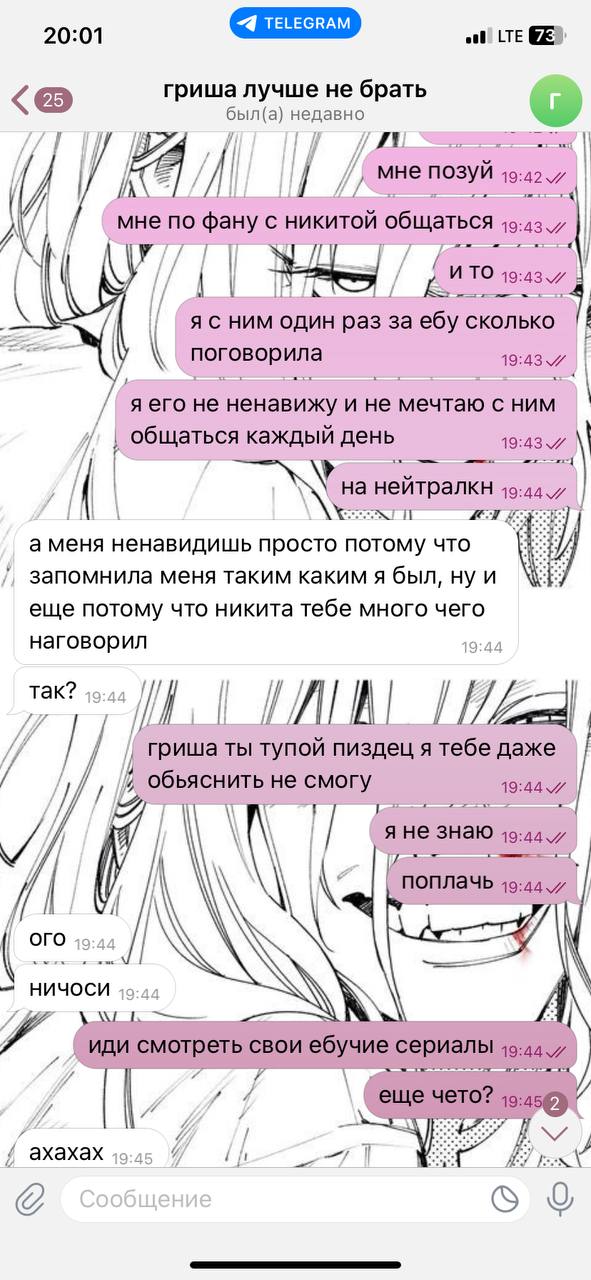 20:01
TELEGRAM
LTE
73
25
гриша лучше не брать
был(а) недавно
Г
мне позуй 19:42
мне по фану с никитой общаться 19:43
и то 19:43
я с ним один раз за ебу сколько
поговорила 19:43
я его не ненавижу и не мечтаю с ним
общаться каждый день 19:43
на нейтралкн 19:44
а меня ненавидишь просто потому что
запомнила меня таким каким я был, ну и
еще потому что никита тебе много чего
наговорил 19:44
так? 19:44
гриша ты тупой пиздец я тебе даже
обьяснить не смогу 19:44
я не знаю 19:44
поплачь 19:44
ого 19:44
ничоси 19:44
иди смотреть свои ебучие сериалы 19:44
еще чето? 19:45
2
ахахах 19:45
Сообщение